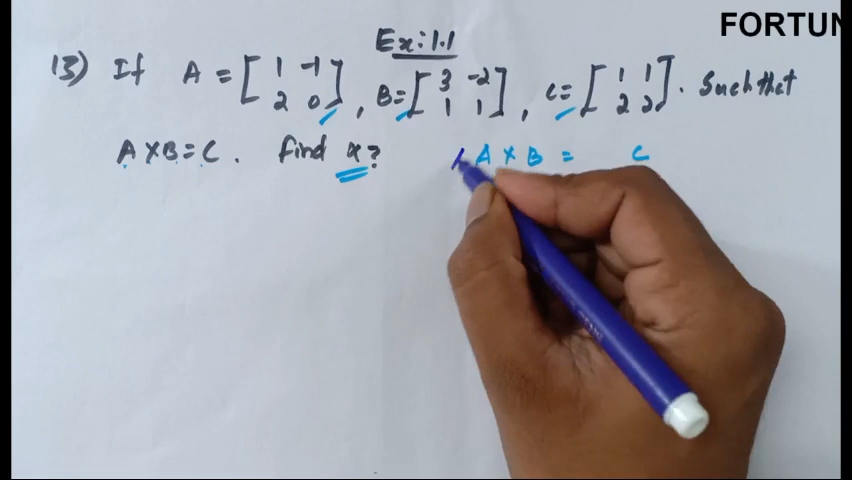 FORTUN
Ex: 1.1
13) If A = [ 1 -1 / 2 0 ], B = [ 3 -2 / 1 1 ], C = [ 1 1 / 2 2 ]. Such that
A X B = C. Find x?
A X B = C